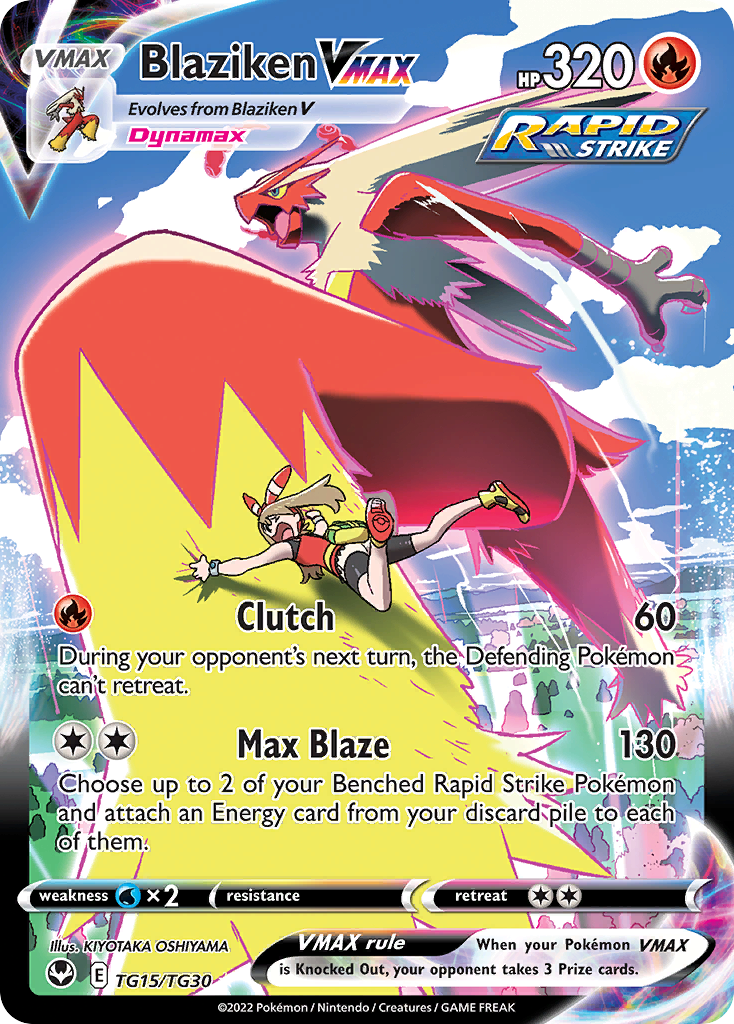 VMAX
Blaziken VMAX
HP 320
Evolves from Blaziken V
Dynamax
RAPID
STRIKE
Clutch 60
During your opponent's next turn, the Defending Pokémon
can't retreat.
Max Blaze 130
Choose up to 2 of your Benched Rapid Strike Pokémon
and attach an Energy card from your discard pile to each
of them.
weakness ×2 resistance retreat
Illus. KIYOTAKA OSHIYAMA
VMAX rule When your Pokémon VMAX
is Knocked Out, your opponent takes 3 Prize cards.
E TG15/TG30
©2022 Pokémon / Nintendo / Creatures / GAME FREAK